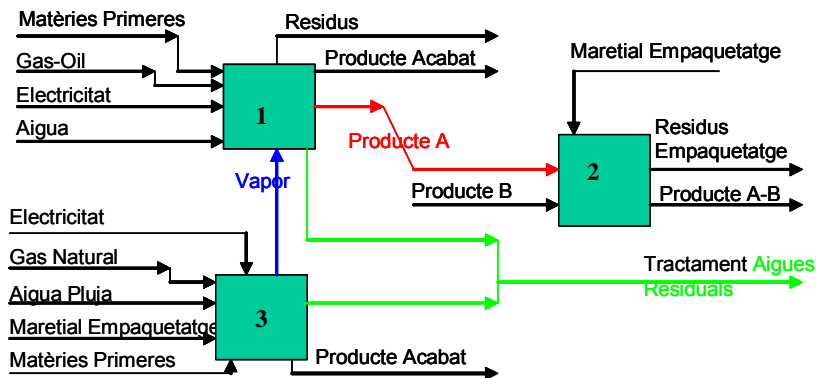 Matèries Primeres
Residus
Gas-Oil
Producte Acabat
Maretial Empaquetatge
Electricitat
1
Aigua
Producte A
Residus
Empaquetatge
2
Vapor
Producte B
Producte A-B
Electricitat
Gas Natural
Tractament Aigues
Residuals
Aigua Pluja
3
Maretial Empaquetatge
Matèries Primeres
Producte Acabat